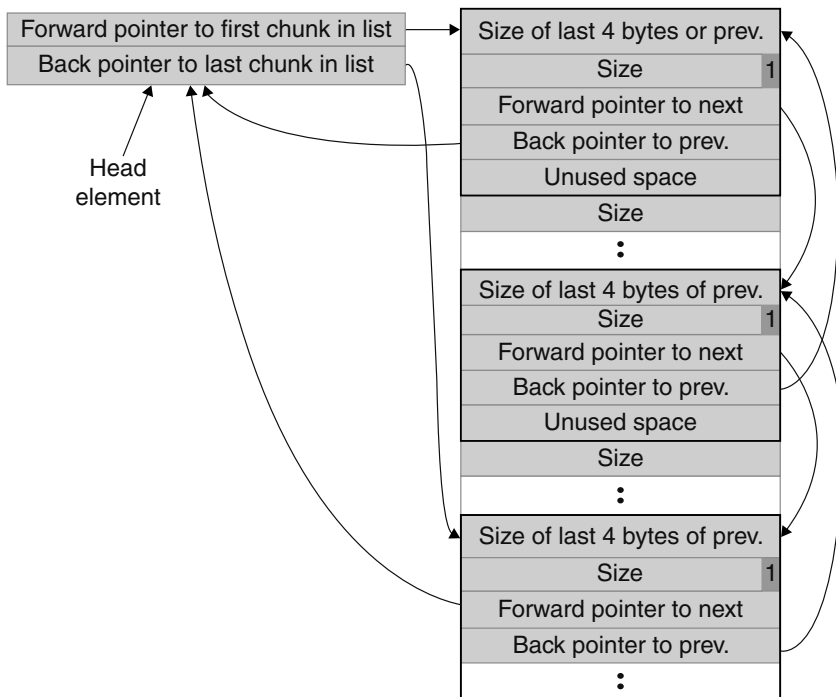 Forward pointer to first chunk in list
Back pointer to last chunk in list
Head
element
Size of last 4 bytes or prev.
Size 1
Forward pointer to next
Back pointer to prev.
Unused space
Size
:
Size of last 4 bytes of prev.
Size 1
Forward pointer to next
Back pointer to prev.
Unused space
Size
:
Size of last 4 bytes of prev.
Size 1
Forward pointer to next
Back pointer to prev.
: